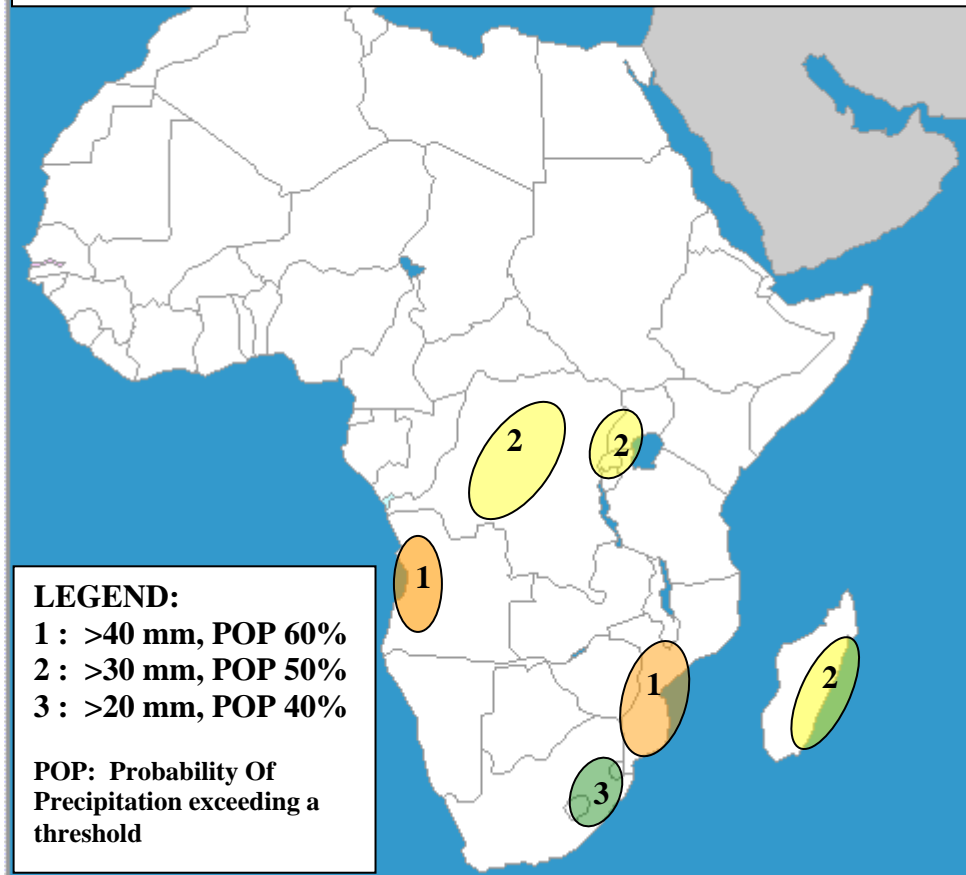 2
2
1
1
2
3
LEGEND:
1 : >40 mm, POP 60%
2 : >30 mm, POP 50%
3 : >20 mm, POP 40%
POP: Probability Of
Precipitation exceeding a
threshold